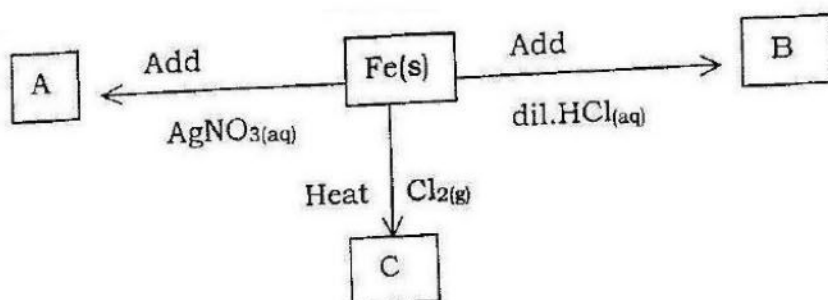 A
Add
AgNO₃(aq)
Fe(s)
Add
dil.HCl(aq)
B
Heat Cl₂(g)
C